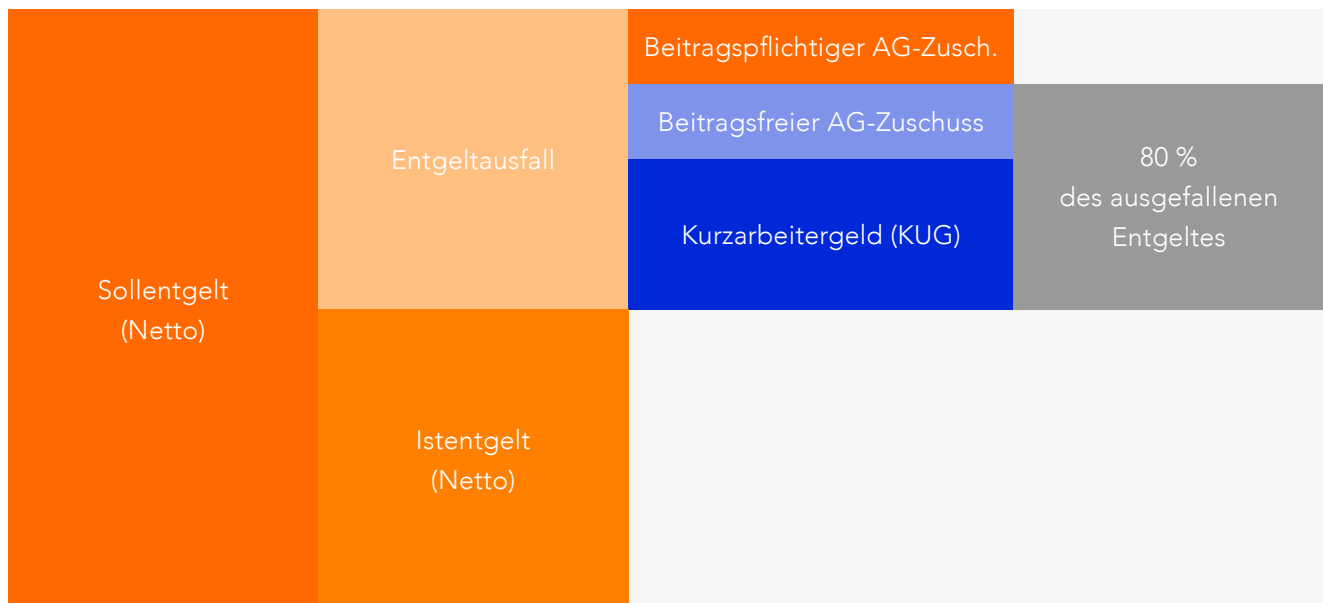 Sollentgelt
(Netto)
Entgeltausfall
Istentgelt
(Netto)
Beitragspflichtiger AG-Zusch.
Beitragsfreier AG-Zuschuss
Kurzarbeitergeld (KUG)
80 %
des ausgefallenen
Entgeltes